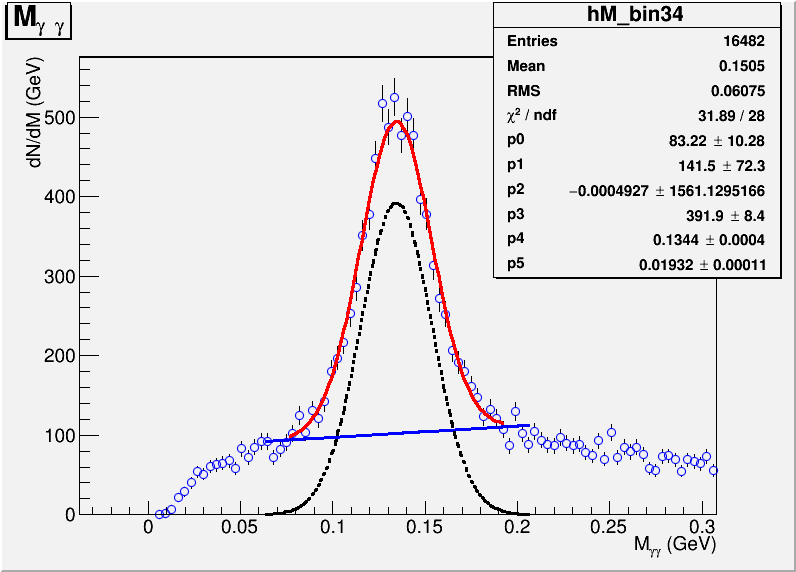 M γ γ
hM_bin34
Entries 16482
Mean 0.1505
RMS 0.06075
χ² / ndf 31.89 / 28
p0 83.22 ± 10.28
p1 141.5 ± 72.3
p2 −0.0004927 ± 1561.1295166
p3 391.9 ± 8.4
p4 0.1344 ± 0.0004
p5 0.01932 ± 0.00011
dN/dM (GeV)
500
400
300
200
100
0
0 0.05 0.1 0.15 0.2 0.25 0.3
M γγ (GeV)